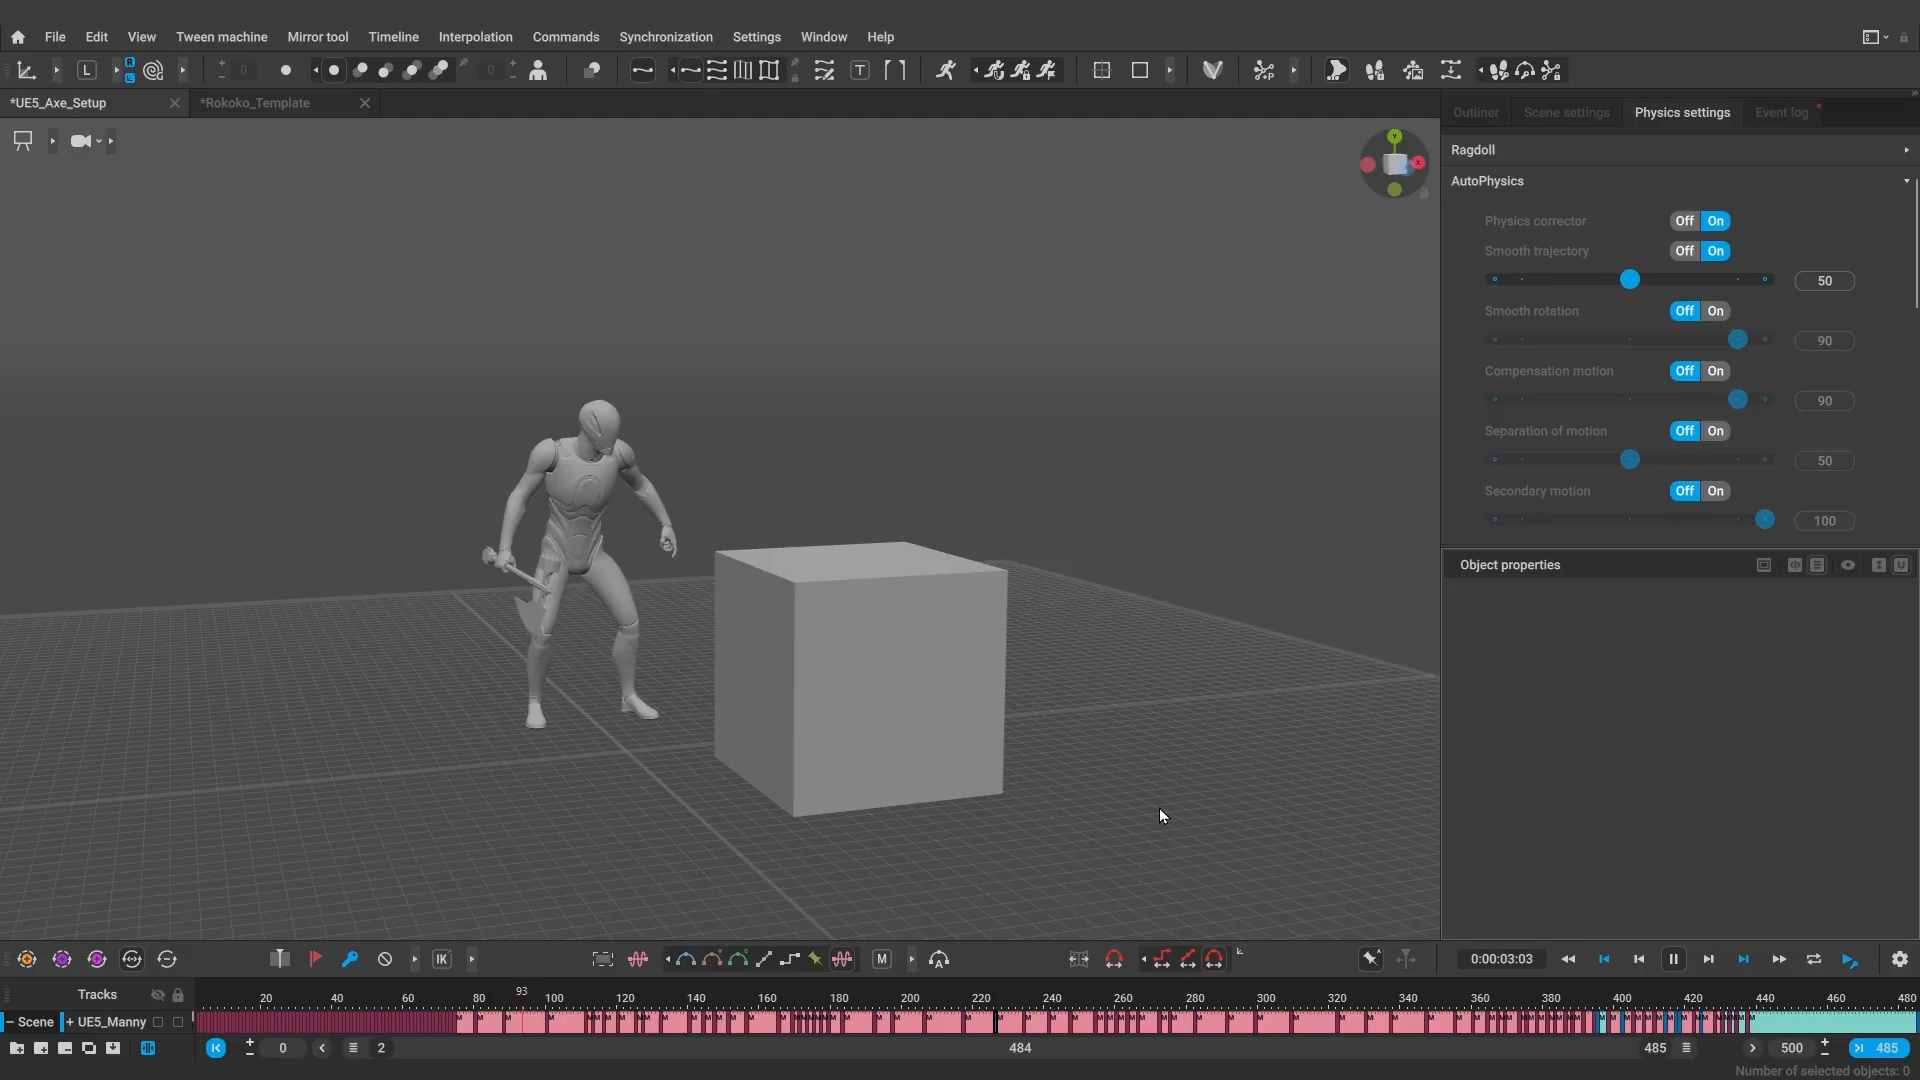 File Edit View Tween machine Mirror tool Timeline Interpolation Commands Synchronization Settings Window Help
L R L 0 0 T P
*UE5_Axe_Setup *Rokoko_Template
Outliner Scene settings Physics settings Event log
Ragdoll
AutoPhysics
Physics corrector Off On
Smooth trajectory Off On
50
Smooth rotation Off On
90
Compensation motion Off On
90
Separation of motion Off On
50
Secondary motion Off On
100
Y X
Object properties
IK M A 0:00:03:03
Tracks 20 40 60 80 93 100 120 140 160 180 200 220 240 260 280 300 320 340 360 380 400 420 440 460 480
Scene + UE5_Manny
0 2 484 485 500 485
Number of selected objects: 0